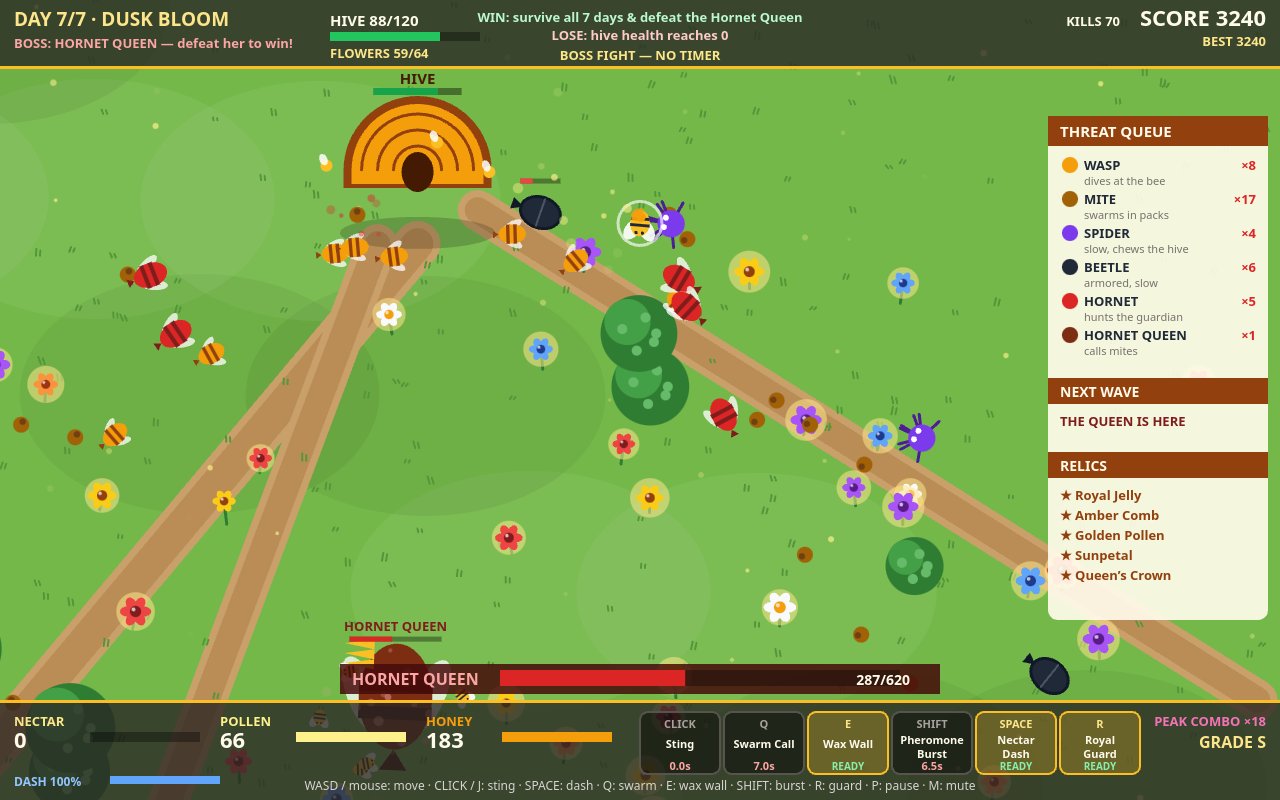 DAY 7/7 · DUSK BLOOM
BOSS: HORNET QUEEN — defeat her to win!
HIVE 88/120
FLOWERS 59/64
WIN: survive all 7 days & defeat the Hornet Queen
LOSE: hive health reaches 0
BOSS FIGHT — NO TIMER
KILLS 70
SCORE 3240
BEST 3240
HIVE
THREAT QUEUE
WASP ×8
dives at the bee
MITE ×17
swarms in packs
SPIDER ×4
slow, chews the hive
BEETLE ×6
armored, slow
HORNET ×5
hunts the guardian
HORNET QUEEN ×1
calls mites
NEXT WAVE
THE QUEEN IS HERE
RELICS
★ Royal Jelly
★ Amber Comb
★ Golden Pollen
★ Sunpetal
★ Queen's Crown
HORNET QUEEN
HORNET QUEEN 287/620
NECTAR
0
POLLEN
66
HONEY
183
DASH 100%
CLICK
Sting
0.0s
Q
Swarm Call
7.0s
E
Wax Wall
READY
SHIFT
Pheromone
Burst
6.5s
SPACE
Nectar
Dash
READY
R
Royal
Guard
READY
PEAK COMBO ×18
GRADE S
WASD / mouse: move · CLICK / J: sting · SPACE: dash · Q: swarm · E: wax wall · SHIFT: burst · R: guard · P: pause · M: mute